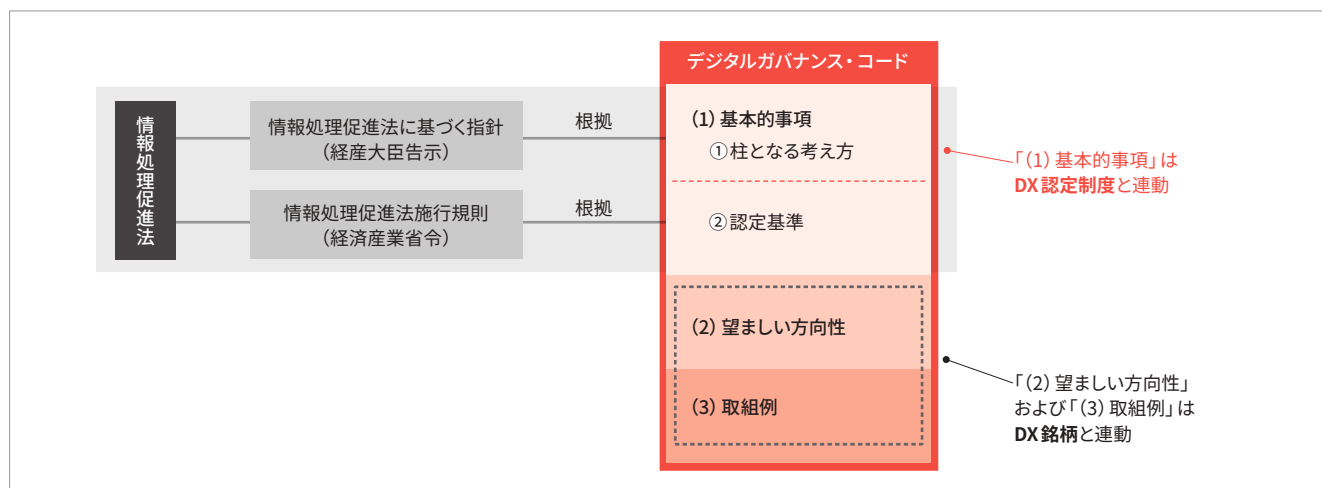 デジタルガバナンス・コード
情報処理促進法
情報処理促進法に基づく指針
（経産大臣告示）
根拠
（1）基本的事項
①柱となる考え方
「（1）基本的事項」は
DX認定制度と連動
情報処理促進法施行規則
（経済産業省令）
根拠
②認定基準
（2）望ましい方向性
（3）取組例
「（2）望ましい方向性」
および「（3）取組例」は
DX銘柄と連動